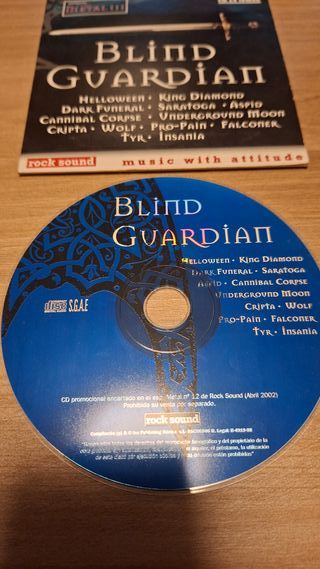 METAL III
BLIND
GUARDIAN
HELLOWEEN · KING DIAMOND
DARK FUNERAL · SARATOGA · ASPID
CANNIBAL CORPSE · UNDERGROUND MOON
CRIPTA · WOLF · PRO-PAIN · FALCONER
TYR · INSANIA
rock sound music with attitude
BLIND
GUARDIAN
HELLOWEEN · KING DIAMOND
DARK FUNERAL · SARATOGA
ASPID · CANNIBAL CORPSE
UNDERGROUND MOON
CRIPTA · WOLF
PRO-PAIN · FALCONER
TYR · INSANIA
disc S.G.A.E
CD promocional encartado en el esp. Metal nº 12 de Rock Sound (Abril 2002)
Prohibida su venta por separado.
rock sound